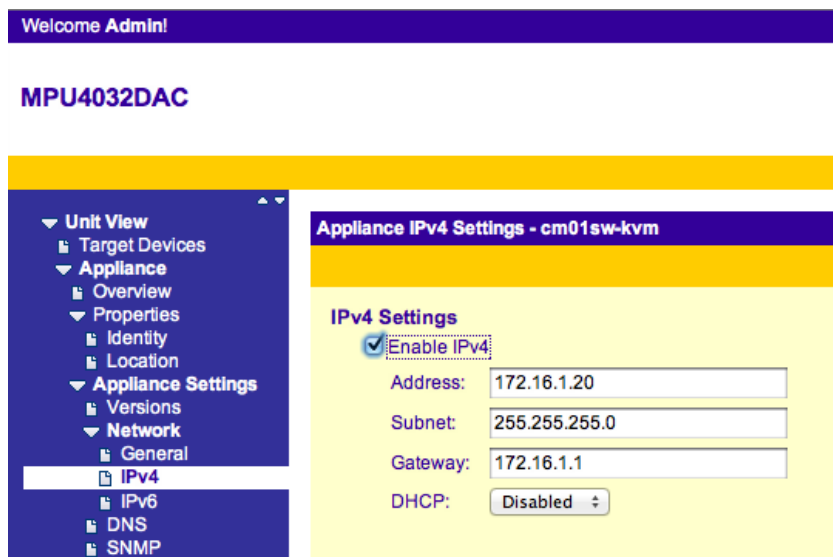 Welcome Admin!
MPU4032DAC
Unit View
Target Devices
Appliance
Overview
Properties
Identity
Location
Appliance Settings
Versions
Network
General
IPv4
IPv6
DNS
SNMP
Appliance IPv4 Settings - cm01sw-kvm
IPv4 Settings
Enable IPv4
Address: 172.16.1.20
Subnet: 255.255.255.0
Gateway: 172.16.1.1
DHCP: Disabled